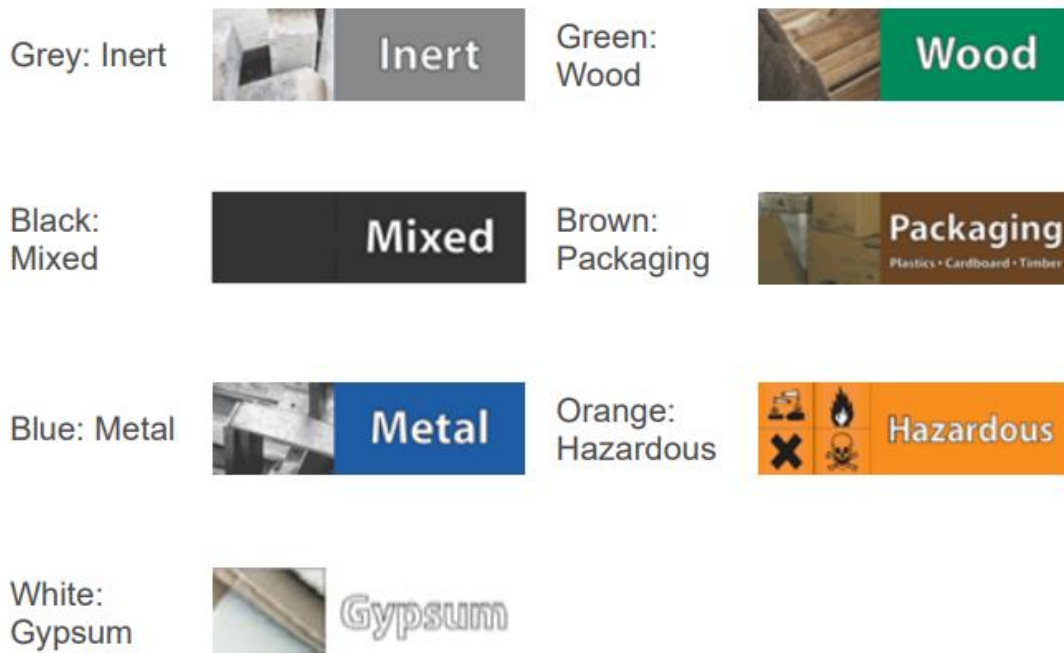 Grey: Inert
Inert
Green:
Wood
Wood
Black:
Mixed
Mixed
Brown:
Packaging
Packaging
Plastics • Cardboard • Timber
Blue: Metal
Metal
Orange:
Hazardous
Hazardous
White:
Gypsum
Gypsum